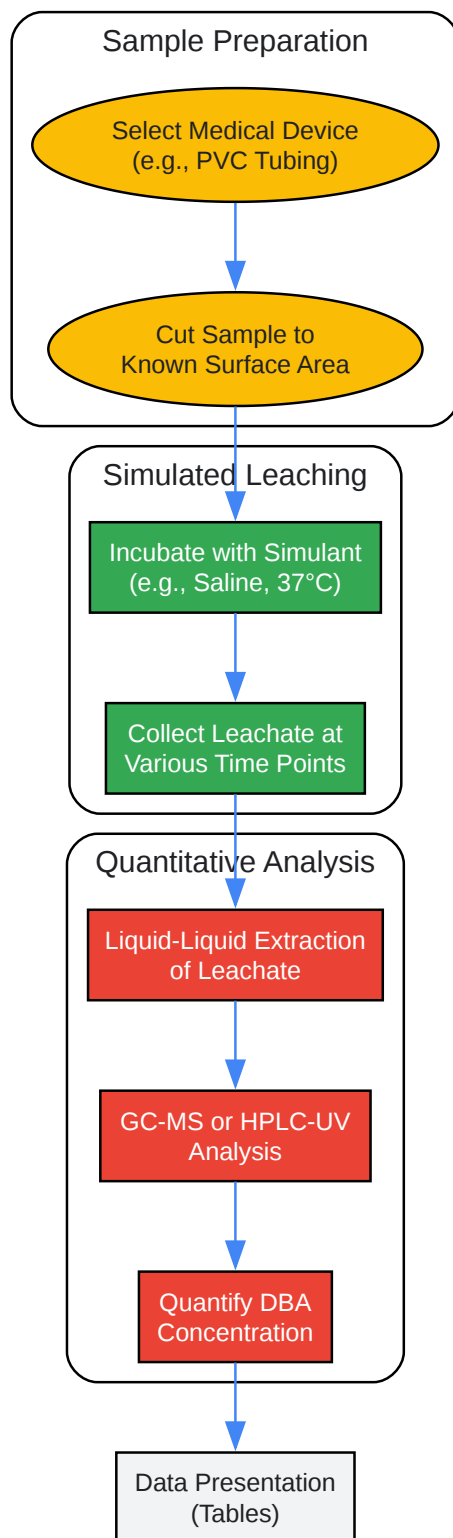 Sample Preparation
Select Medical Device
(e.g., PVC Tubing)
Cut Sample to
Known Surface Area
Simulated Leaching
Incubate with Simulant
(e.g., Saline, 37°C)
Collect Leachate at
Various Time Points
Quantitative Analysis
Liquid-Liquid Extraction
of Leachate
GC-MS or HPLC-UV
Analysis
Quantify DBA
Concentration
Data Presentation
(Tables)